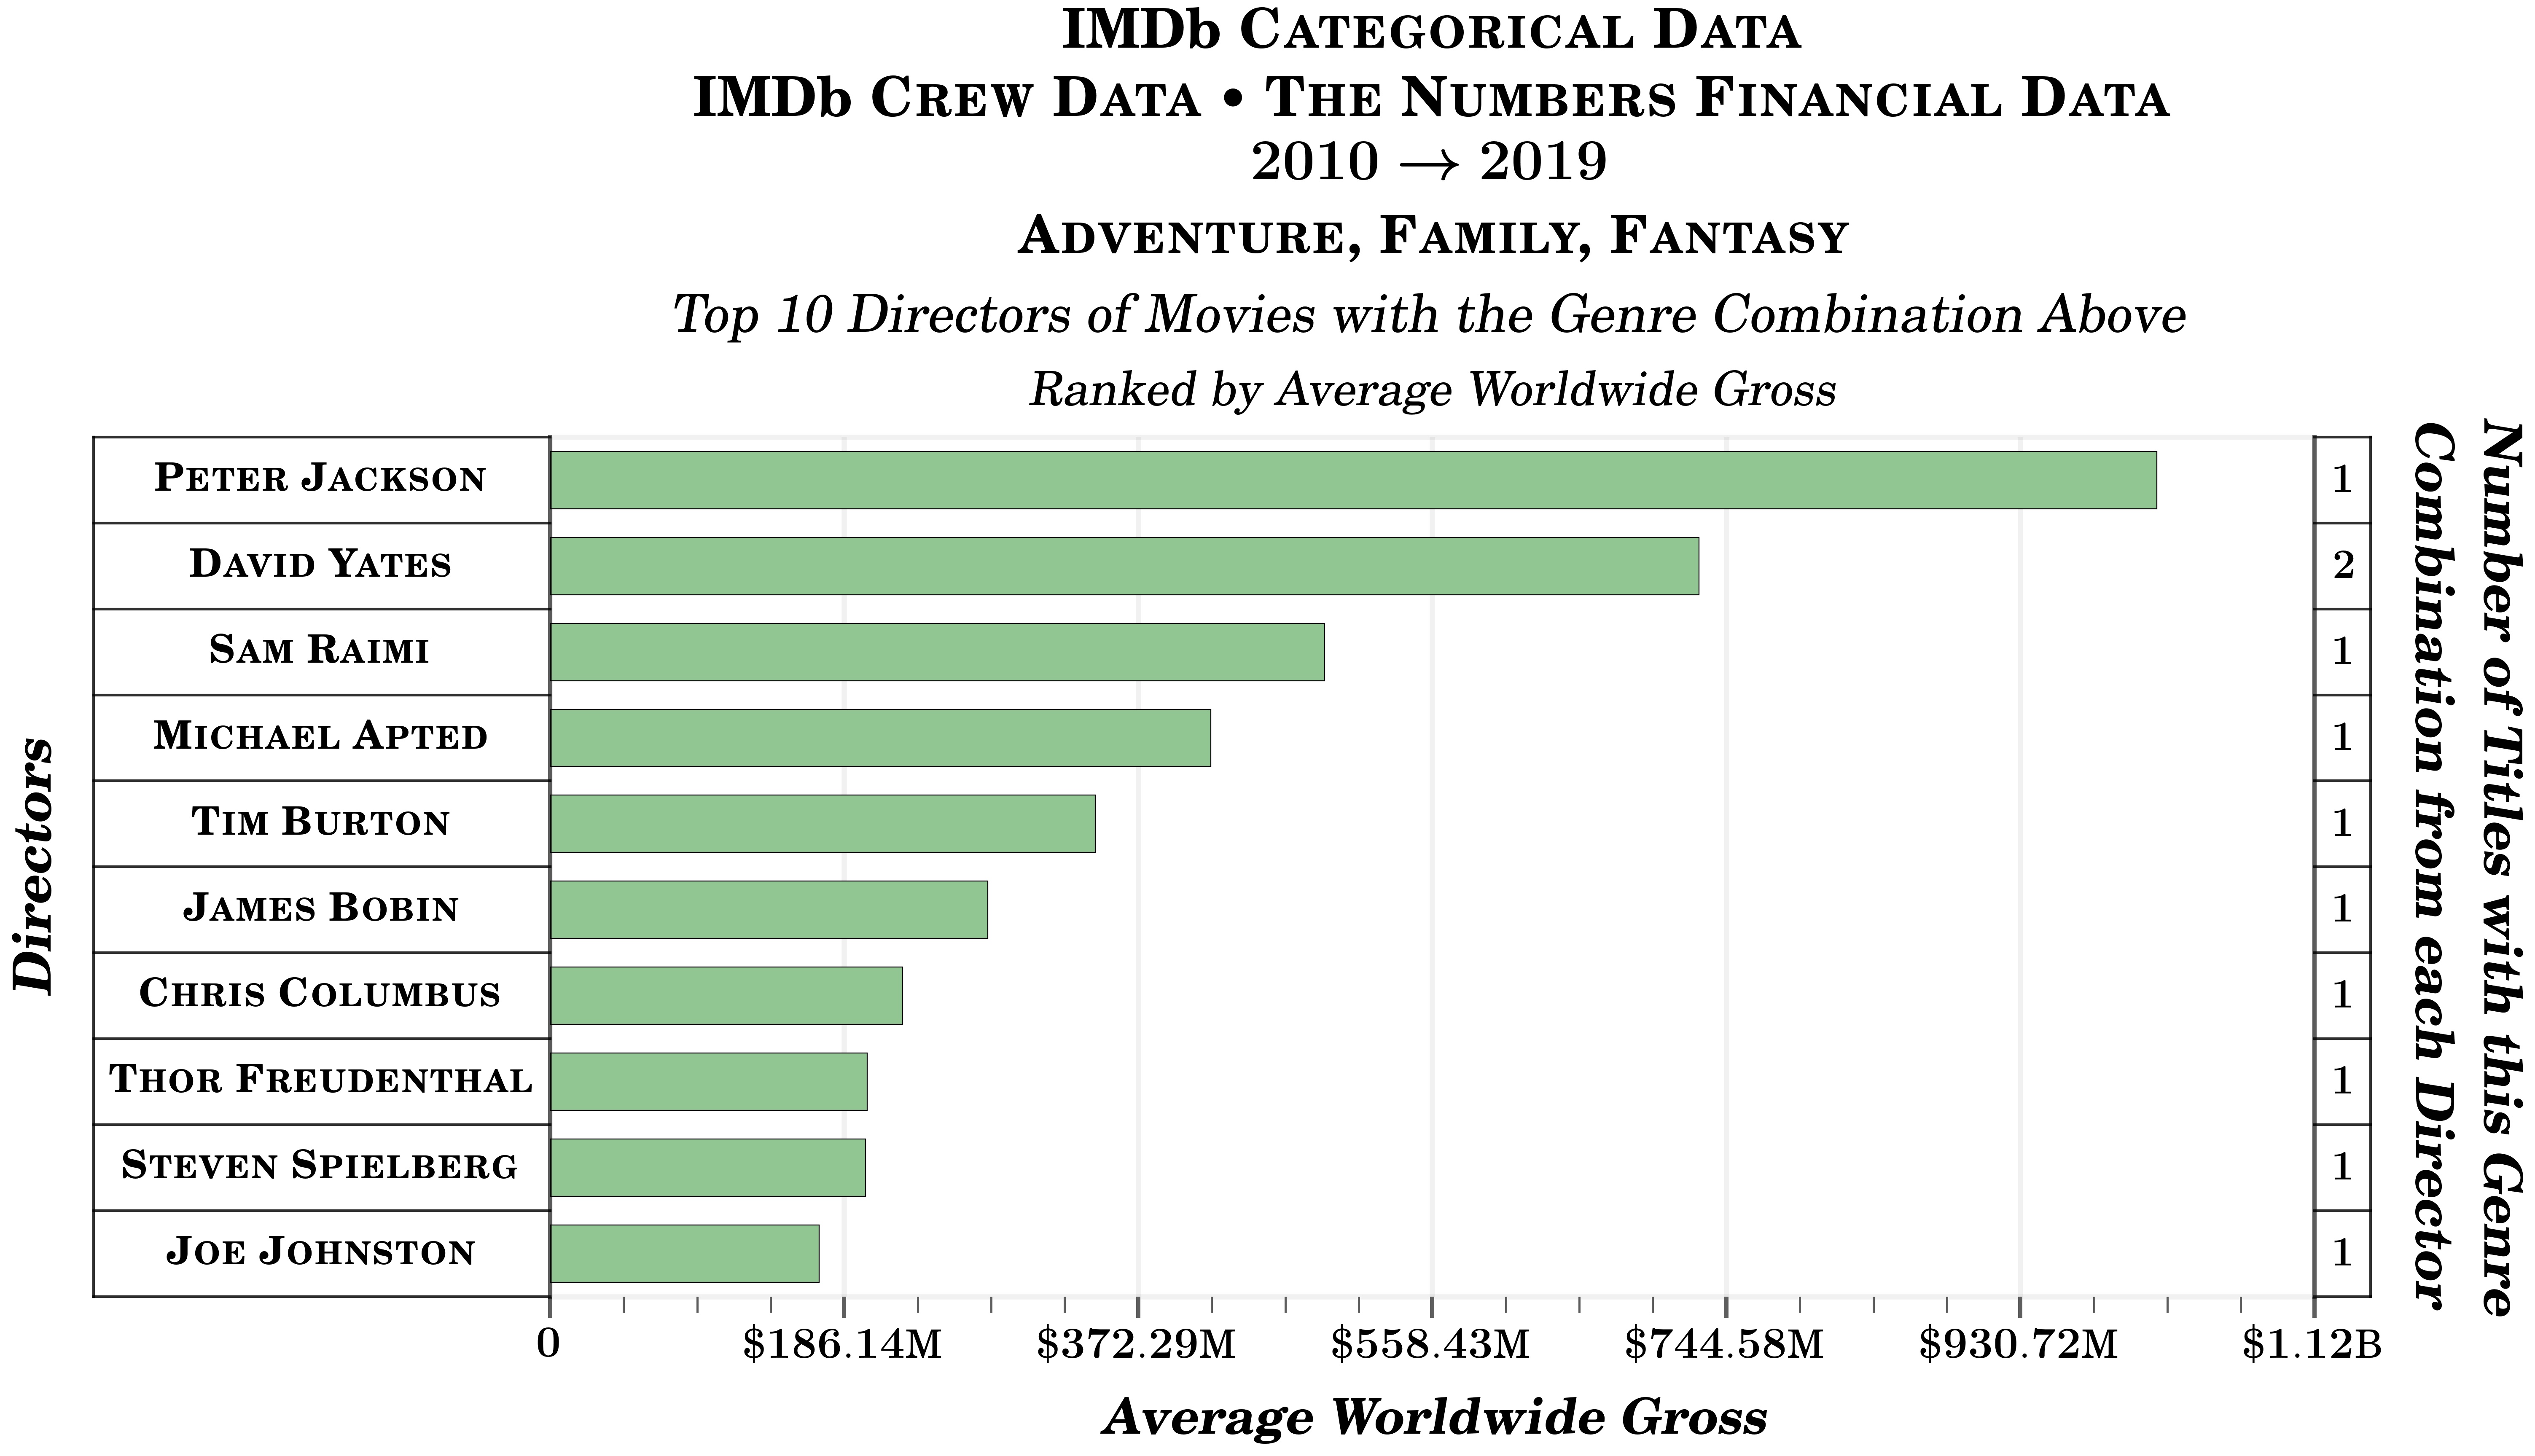 IMDb Categorical Data
IMDb Crew Data • The Numbers Financial Data
2010 → 2019
Adventure, Family, Fantasy
Top 10 Directors of Movies with the Genre Combination Above
Ranked by Average Worldwide Gross
Directors
Peter Jackson 1
David Yates 2
Sam Raimi 1
Michael Apted 1
Tim Burton 1
James Bobin 1
Chris Columbus 1
Thor Freudenthal 1
Steven Spielberg 1
Joe Johnston 1
0 $186.14M $372.29M $558.43M $744.58M $930.72M $1.12B
Average Worldwide Gross
Number of Titles with this Genre
Combination from each Director